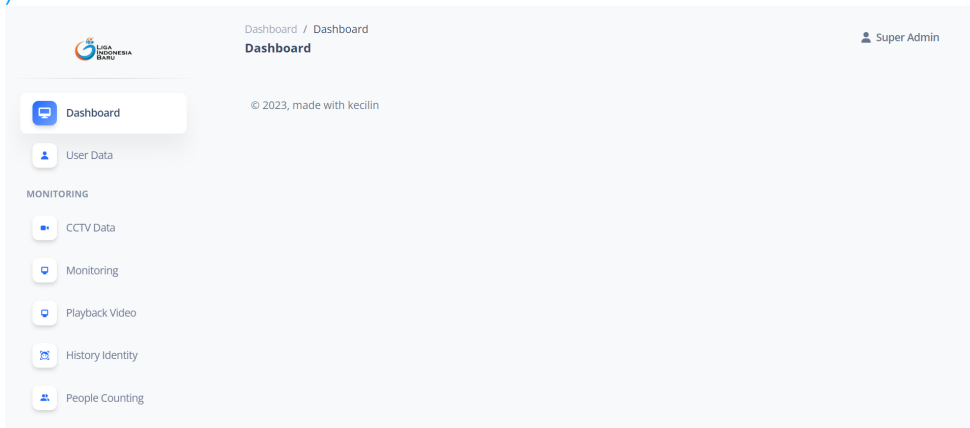 LIGA
INDONESIA
BARU
Dashboard
User Data
MONITORING
CCTV Data
Monitoring
Playback Video
History Identity
People Counting
Dashboard / Dashboard
Dashboard
Super Admin
© 2023, made with kecilin